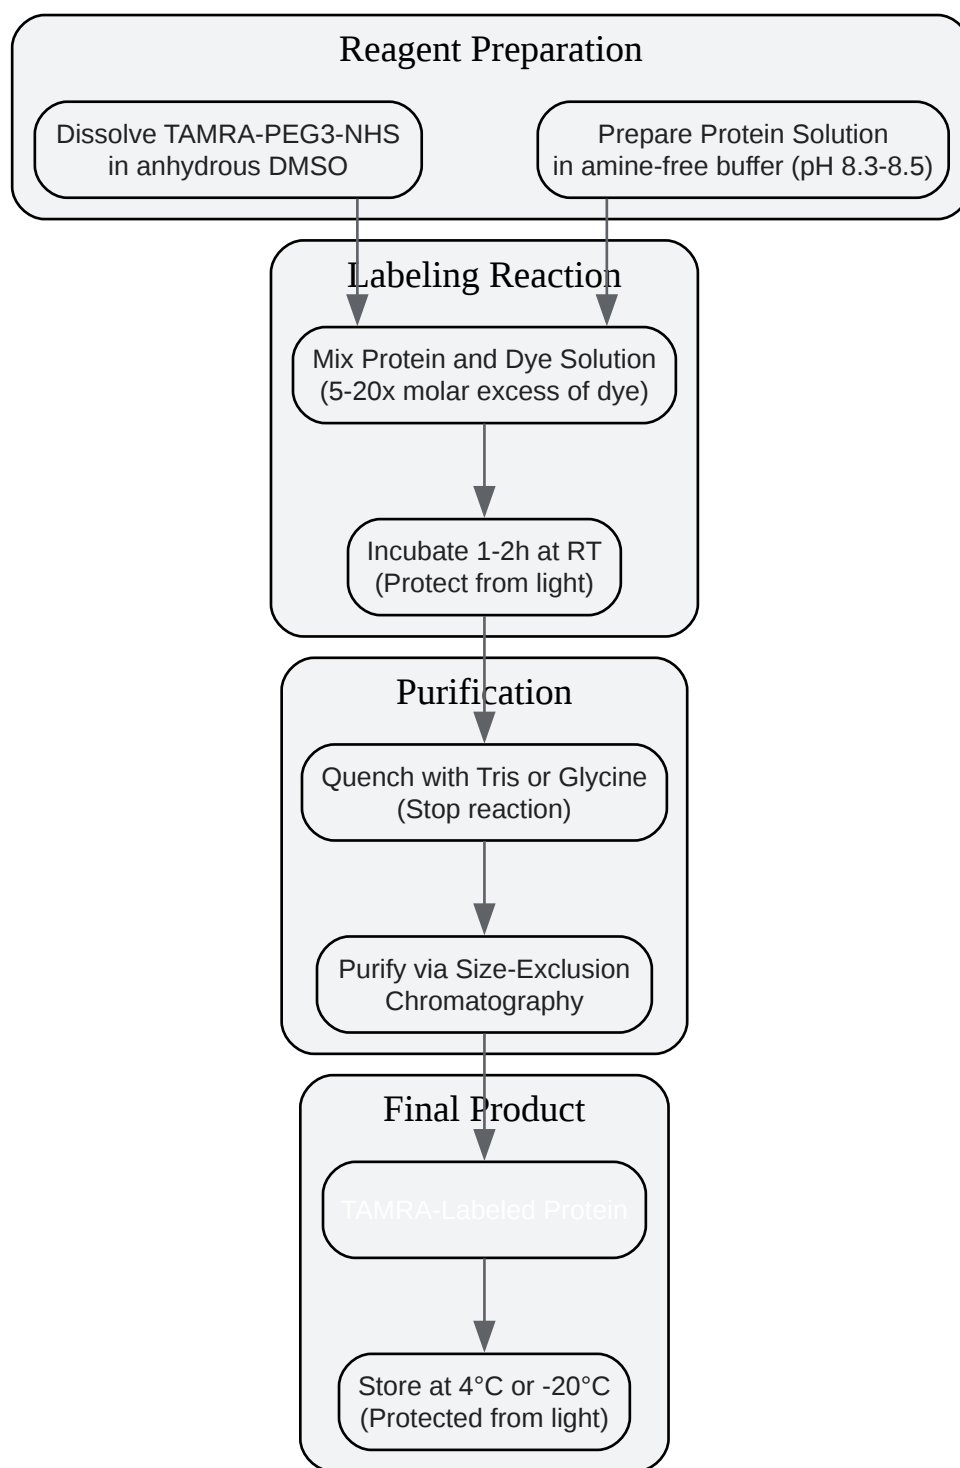 Reagent Preparation
Dissolve TAMRA-PEG3-NHS
in anhydrous DMSO
Prepare Protein Solution
in amine-free buffer (pH 8.3-8.5)
Labeling Reaction
Mix Protein and Dye Solution
(5-20x molar excess of dye)
Incubate 1-2h at RT
(Protect from light)
Purification
Quench with Tris or Glycine
(Stop reaction)
Purify via Size-Exclusion
Chromatography
Final Product
TAMRA-Labeled Protein
Store at 4°C or -20°C
(Protected from light)